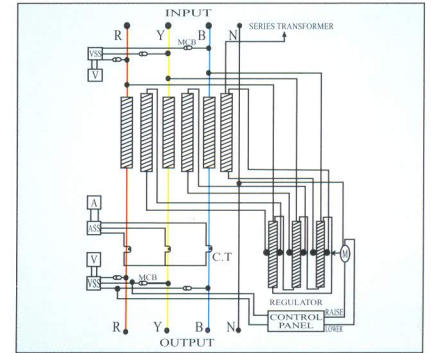 INPUT
R Y B N
SERIES TRANSFORMER
MCB
VSS
V
A
ASS
C.T
V
VSS
MCB
M
REGULATOR
CONTROL PANEL
RAISE
LOWER
R Y B N
OUTPUT